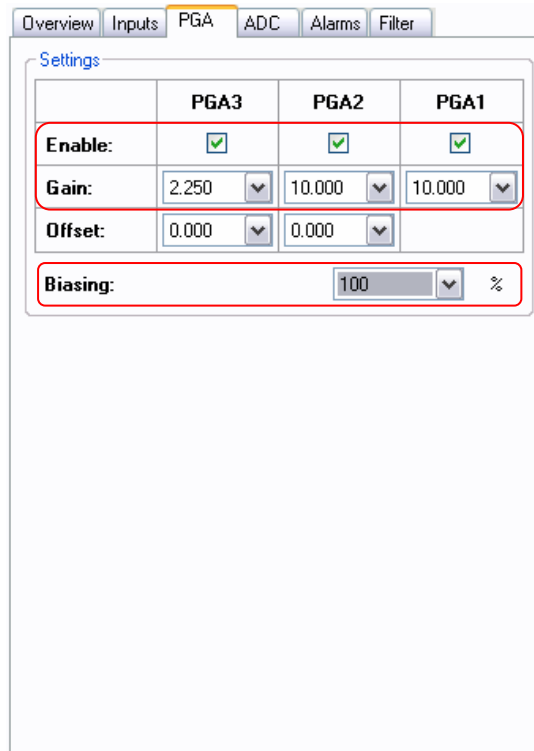 Overview Inputs PGA ADC Alarms Filter
Settings
PGA3 PGA2 PGA1
Enable:
Gain: 2.250 10.000 10.000
Offset: 0.000 0.000
Biasing: 100 %